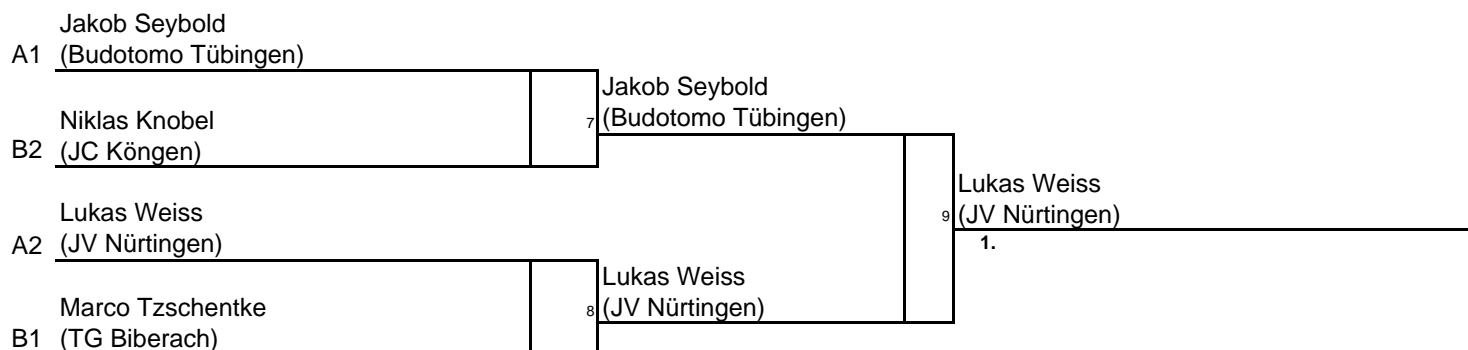 Jakob Seybold
A1 (Budotomo Tübingen)
Jakob Seybold
7 (Budotomo Tübingen)
Niklas Knobel
B2 (JC Köngen)
Lukas Weiss
9 (JV Nürtingen)
1.
Lukas Weiss
A2 (JV Nürtingen)
Lukas Weiss
8 (JV Nürtingen)
Marco Tzschentke
B1 (TG Biberach)